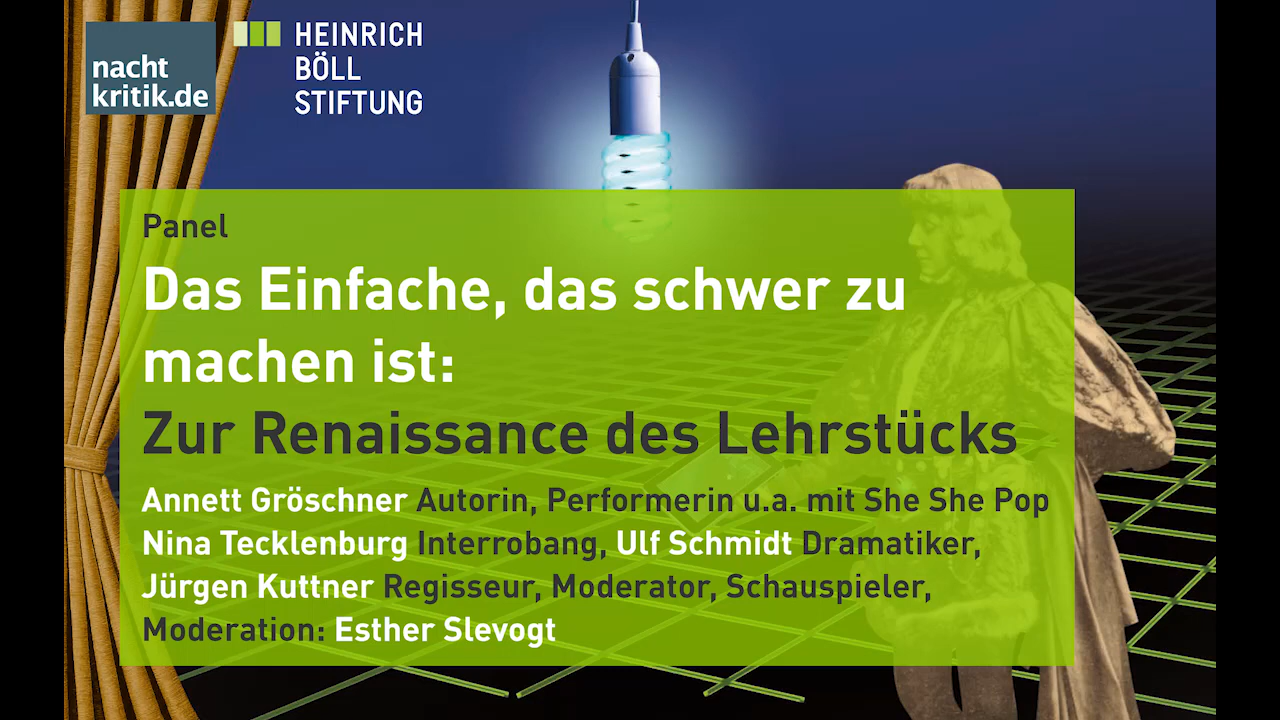 nacht
kritik.de
HEINRICH
BÖLL
STIFTUNG
Panel
Das Einfache, das schwer zu
machen ist:
Zur Renaissance des Lehrstücks
Annett Gröschner Autorin, Performerin u.a. mit She She Pop
Nina Tecklenburg Interrobang, Ulf Schmidt Dramatiker,
Jürgen Kuttner Regisseur, Moderator, Schauspieler,
Moderation: Esther Slevogt